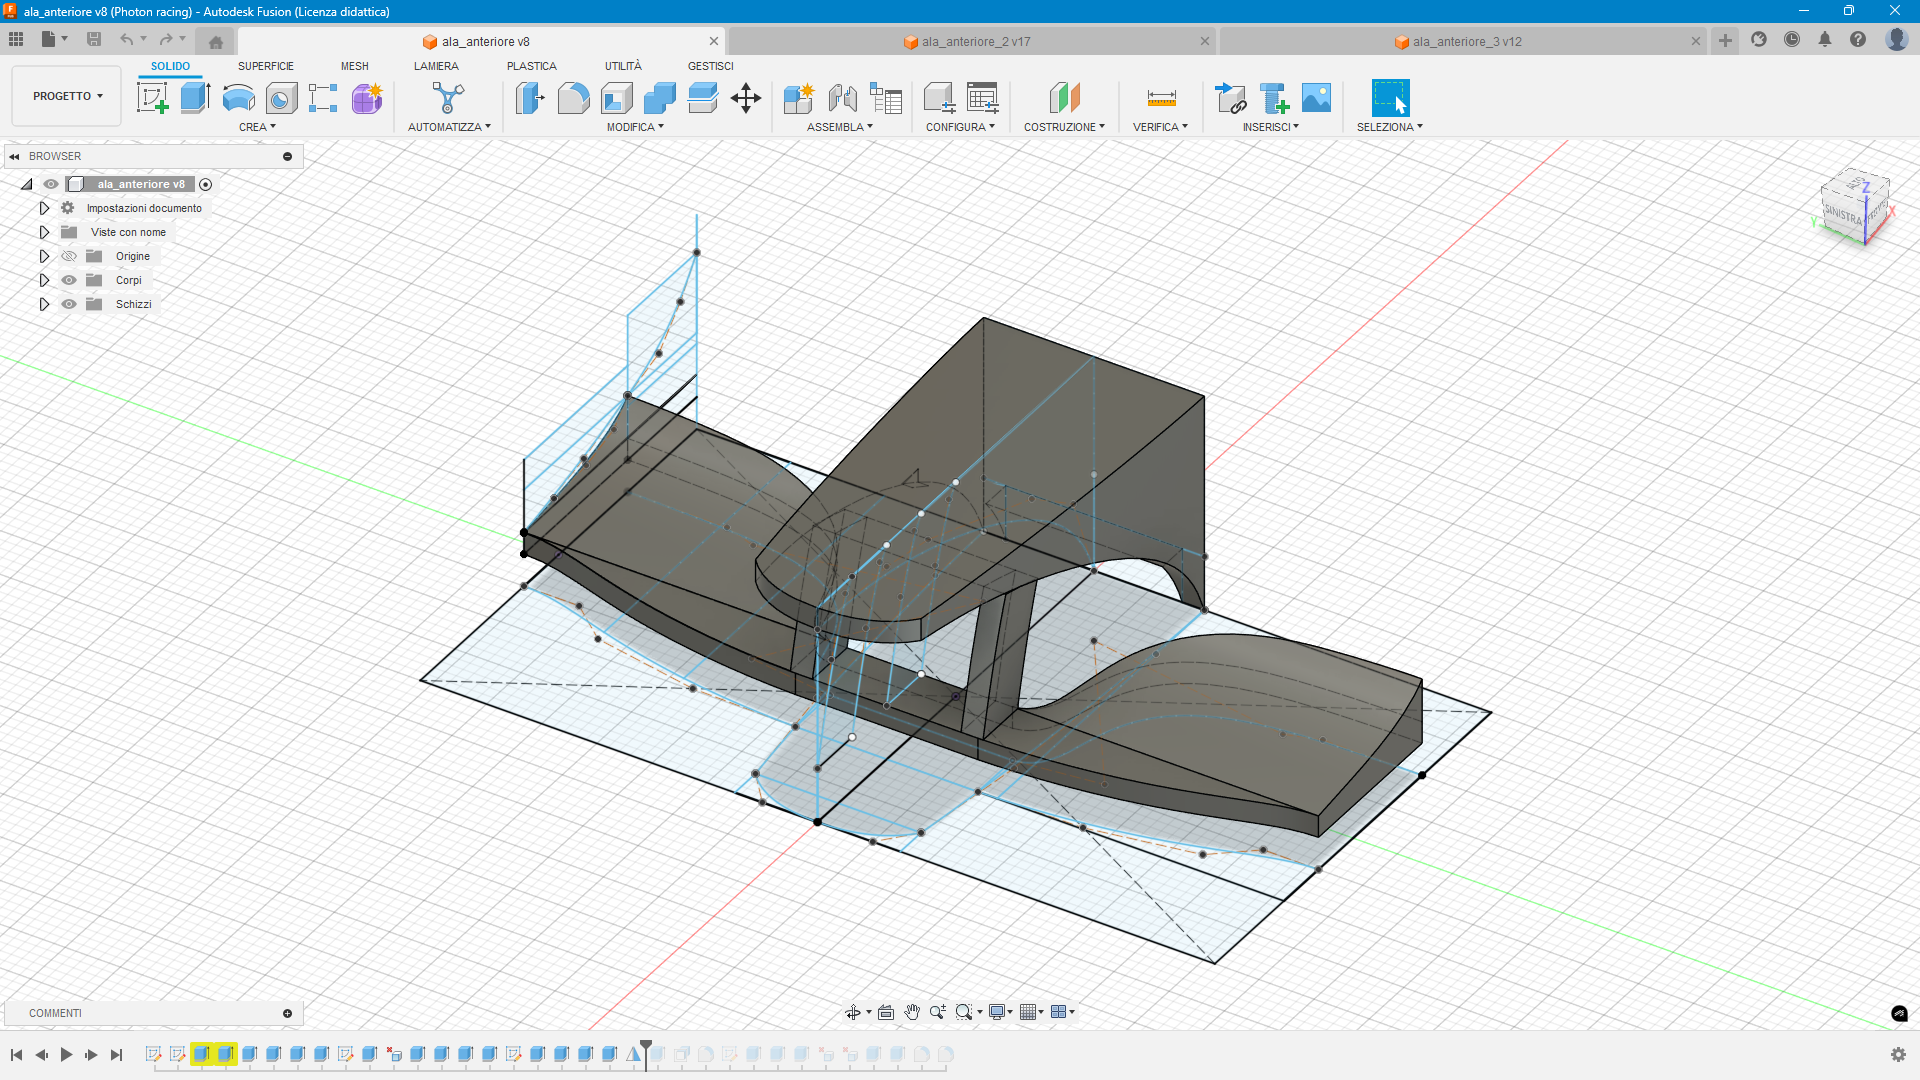 ala_anteriore v8 (Photon racing) - Autodesk Fusion (Licenza didattica)
ala_anteriore v8
ala_anteriore_2 v17
ala_anteriore_3 v12
PROGETTO
SOLIDO
SUPERFICIE
MESH
LAMIERA
PLASTICA
UTILITÀ
GESTISCI
CREA
AUTOMATIZZA
MODIFICA
ASSEMBLA
CONFIGURA
COSTRUZIONE
VERIFICA
INSERISCI
SELEZIONA
BROWSER
ala_anteriore v8
Impostazioni documento
Viste con nome
Origine
Corpi
Schizzi
Z
X
Y
SINISTRA
COMMENTI